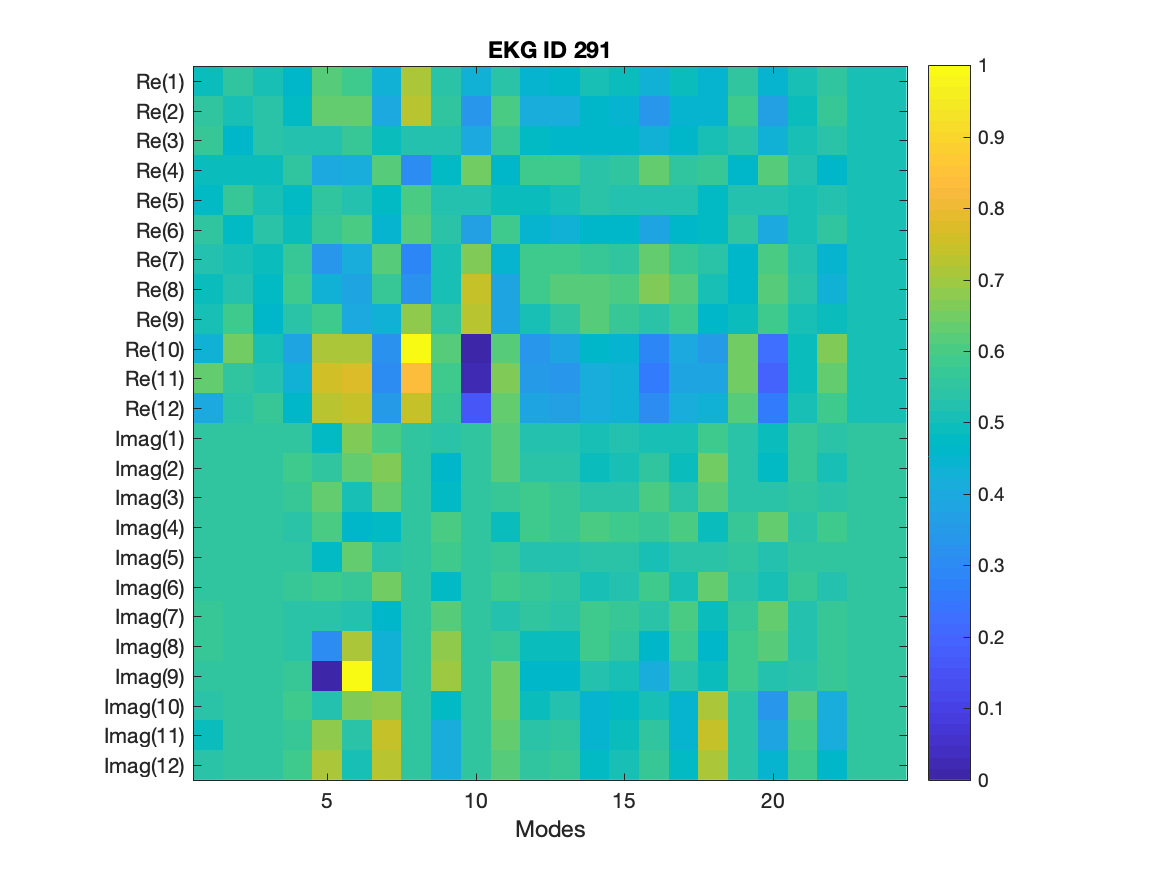 EKG ID 291
Re(1)
Re(2)
Re(3)
Re(4)
Re(5)
Re(6)
Re(7)
Re(8)
Re(9)
Re(10)
Re(11)
Re(12)
Imag(1)
Imag(2)
Imag(3)
Imag(4)
Imag(5)
Imag(6)
Imag(7)
Imag(8)
Imag(9)
Imag(10)
Imag(11)
Imag(12)
5 10 15 20
Modes
1
0.9
0.8
0.7
0.6
0.5
0.4
0.3
0.2
0.1
0